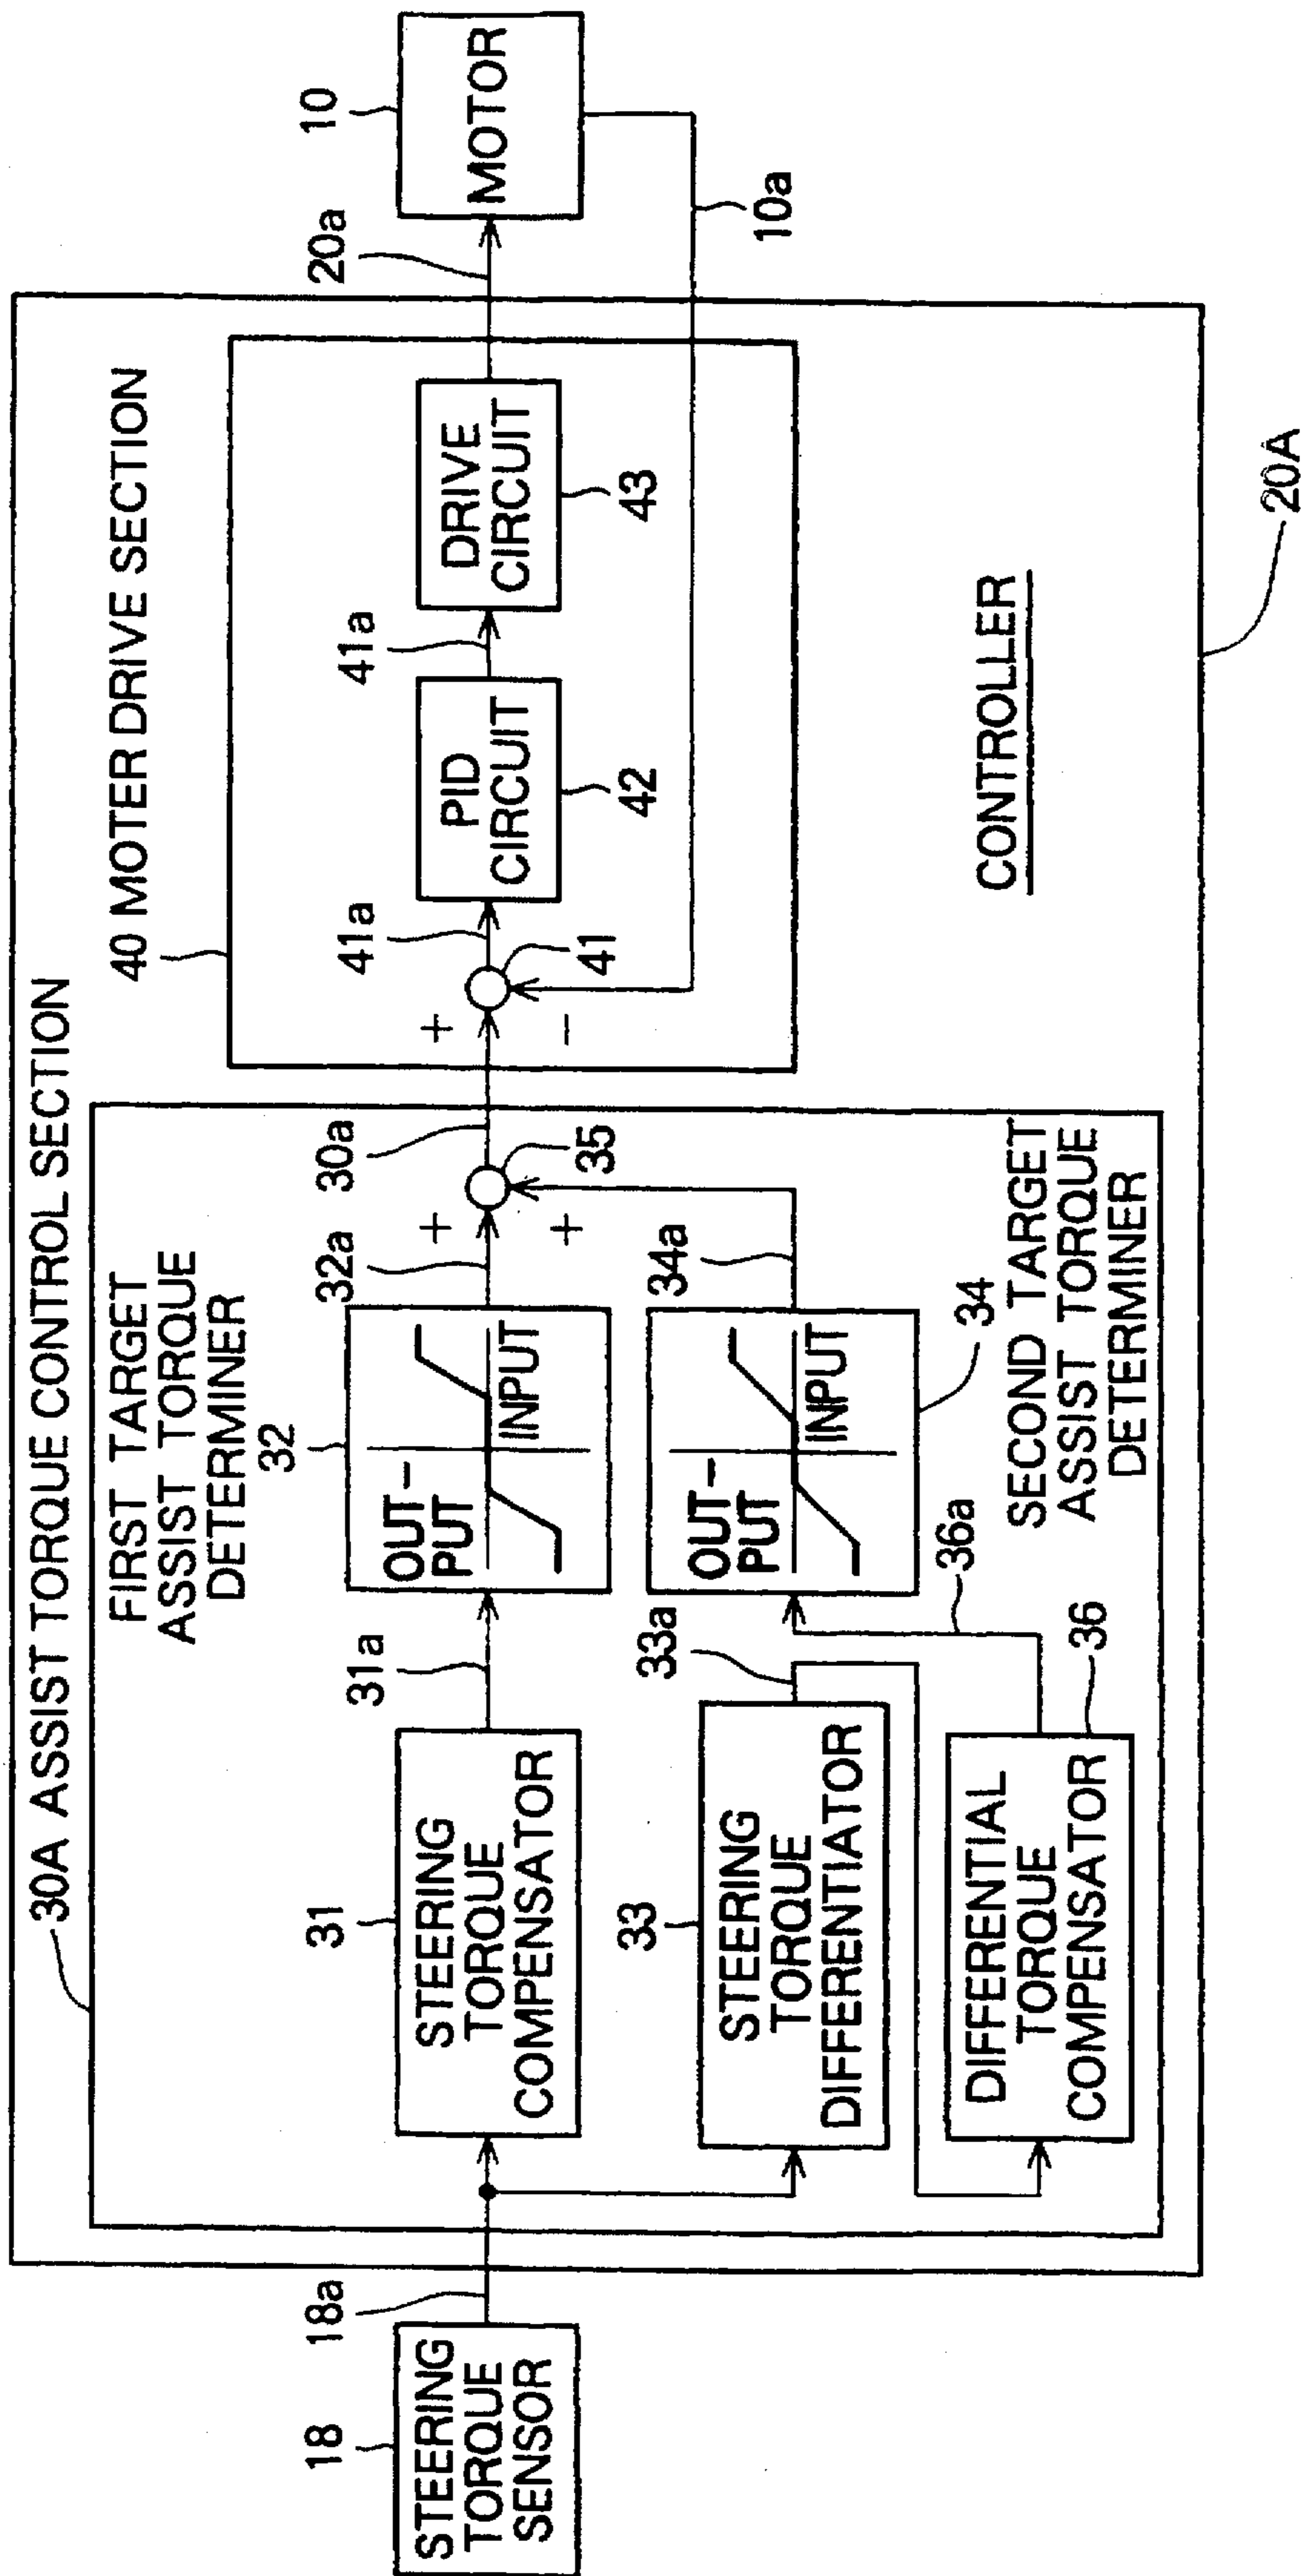 30A ASSIST TORQUE CONTROL SECTION
40 MOTER DRIVE SECTION
FIRST TARGET
ASSIST TORQUE
DETERMINER
18
STEERING
TORQUE
SENSOR
18a
31
STEERING
TORQUE
COMPENSATOR
31a
32
OUT-
PUT
INPUT
32a
+
+
30a
35
33
STEERING
TORQUE
DIFFERENTIATOR
33a
OUT-
PUT
INPUT
34a
34
DIFFERENTIAL
TORQUE
COMPENSATOR
36
36a
SECOND TARGET
ASSIST TORQUE
DETERMINER
+
−
41
41a
PID
CIRCUIT
42
41a
DRIVE
CIRCUIT
43
20a
10
MOTOR
10a
CONTROLLER
20A